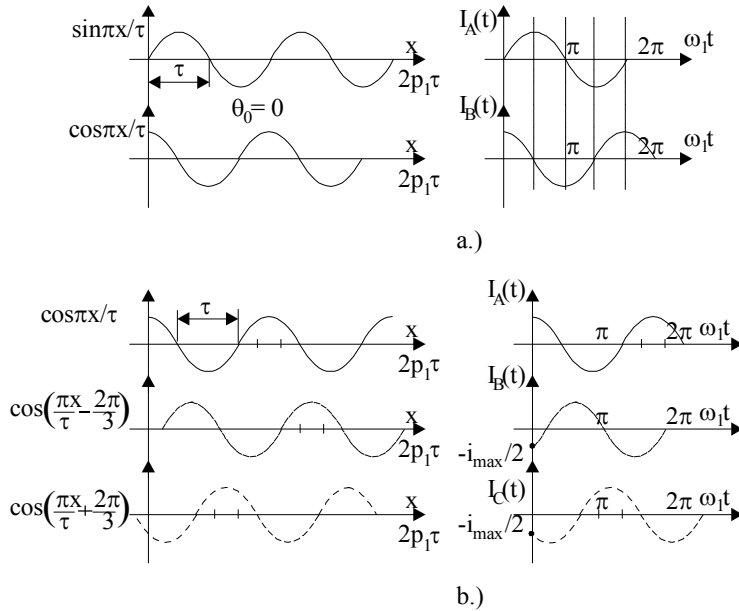 sinπx/τ
x
τ
2p₁τ
θ₀= 0
cosπx/τ
x
2p₁τ
I_A(t)
π
2π
ω₁t
I_B(t)
π
2π
ω₁t
a.)
cosπx/τ
τ
x
2p₁τ
cos(πx/τ-2π/3)
x
2p₁τ
cos(πx/τ+2π/3)
x
2p₁τ
I_A(t)
π
2π ω₁t
I_B(t)
π
2π ω₁t
-i_max/2
I_C(t)
π
2π ω₁t
-i_max/2
b.)